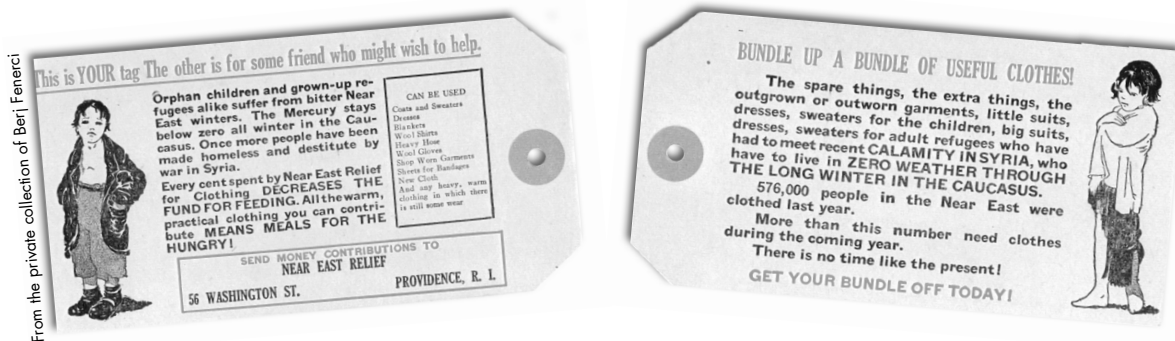 From the private collection of Berj Fenerci
This is YOUR tag The other is for some friend who might wish to help.
Orphan children and grown-up re-
fugees alike suffer from bitter Near
East winters. The Mercury stays
below zero all winter in the Cau-
casus. Once more people have been
made homeless and destitute by
war in Syria.
Every cent spent by Near East Relief
for Clothing DECREASES THE
FUND FOR FEEDING. All the warm,
practical clothing you can contri-
bute MEANS MEALS FOR THE
HUNGRY!
CAN BE USED
Coats and Sweaters
Dresses
Blankets
Wool Shirts
Heavy Hose
Wool Gloves
Shop Worn Garments
Sheets for Bandages
New Cloth
And any heavy, warm
clothing in which there
is still some wear
SEND MONEY CONTRIBUTIONS TO
NEAR EAST RELIEF
56 WASHINGTON ST. PROVIDENCE, R. I.
BUNDLE UP A BUNDLE OF USEFUL CLOTHES!
The spare things, the extra things, the
outgrown or outworn garments, little suits,
dresses, sweaters for the children, big suits,
dresses, sweaters for adult refugees who have
had to meet recent CALAMITY IN SYRIA, who
have to live in ZERO WEATHER THROUGH
THE LONG WINTER IN THE CAUCASUS.
576,000 people in the Near East were
clothed last year.
More than this number need clothes
during the coming year.
There is no time like the present!
GET YOUR BUNDLE OFF TODAY!